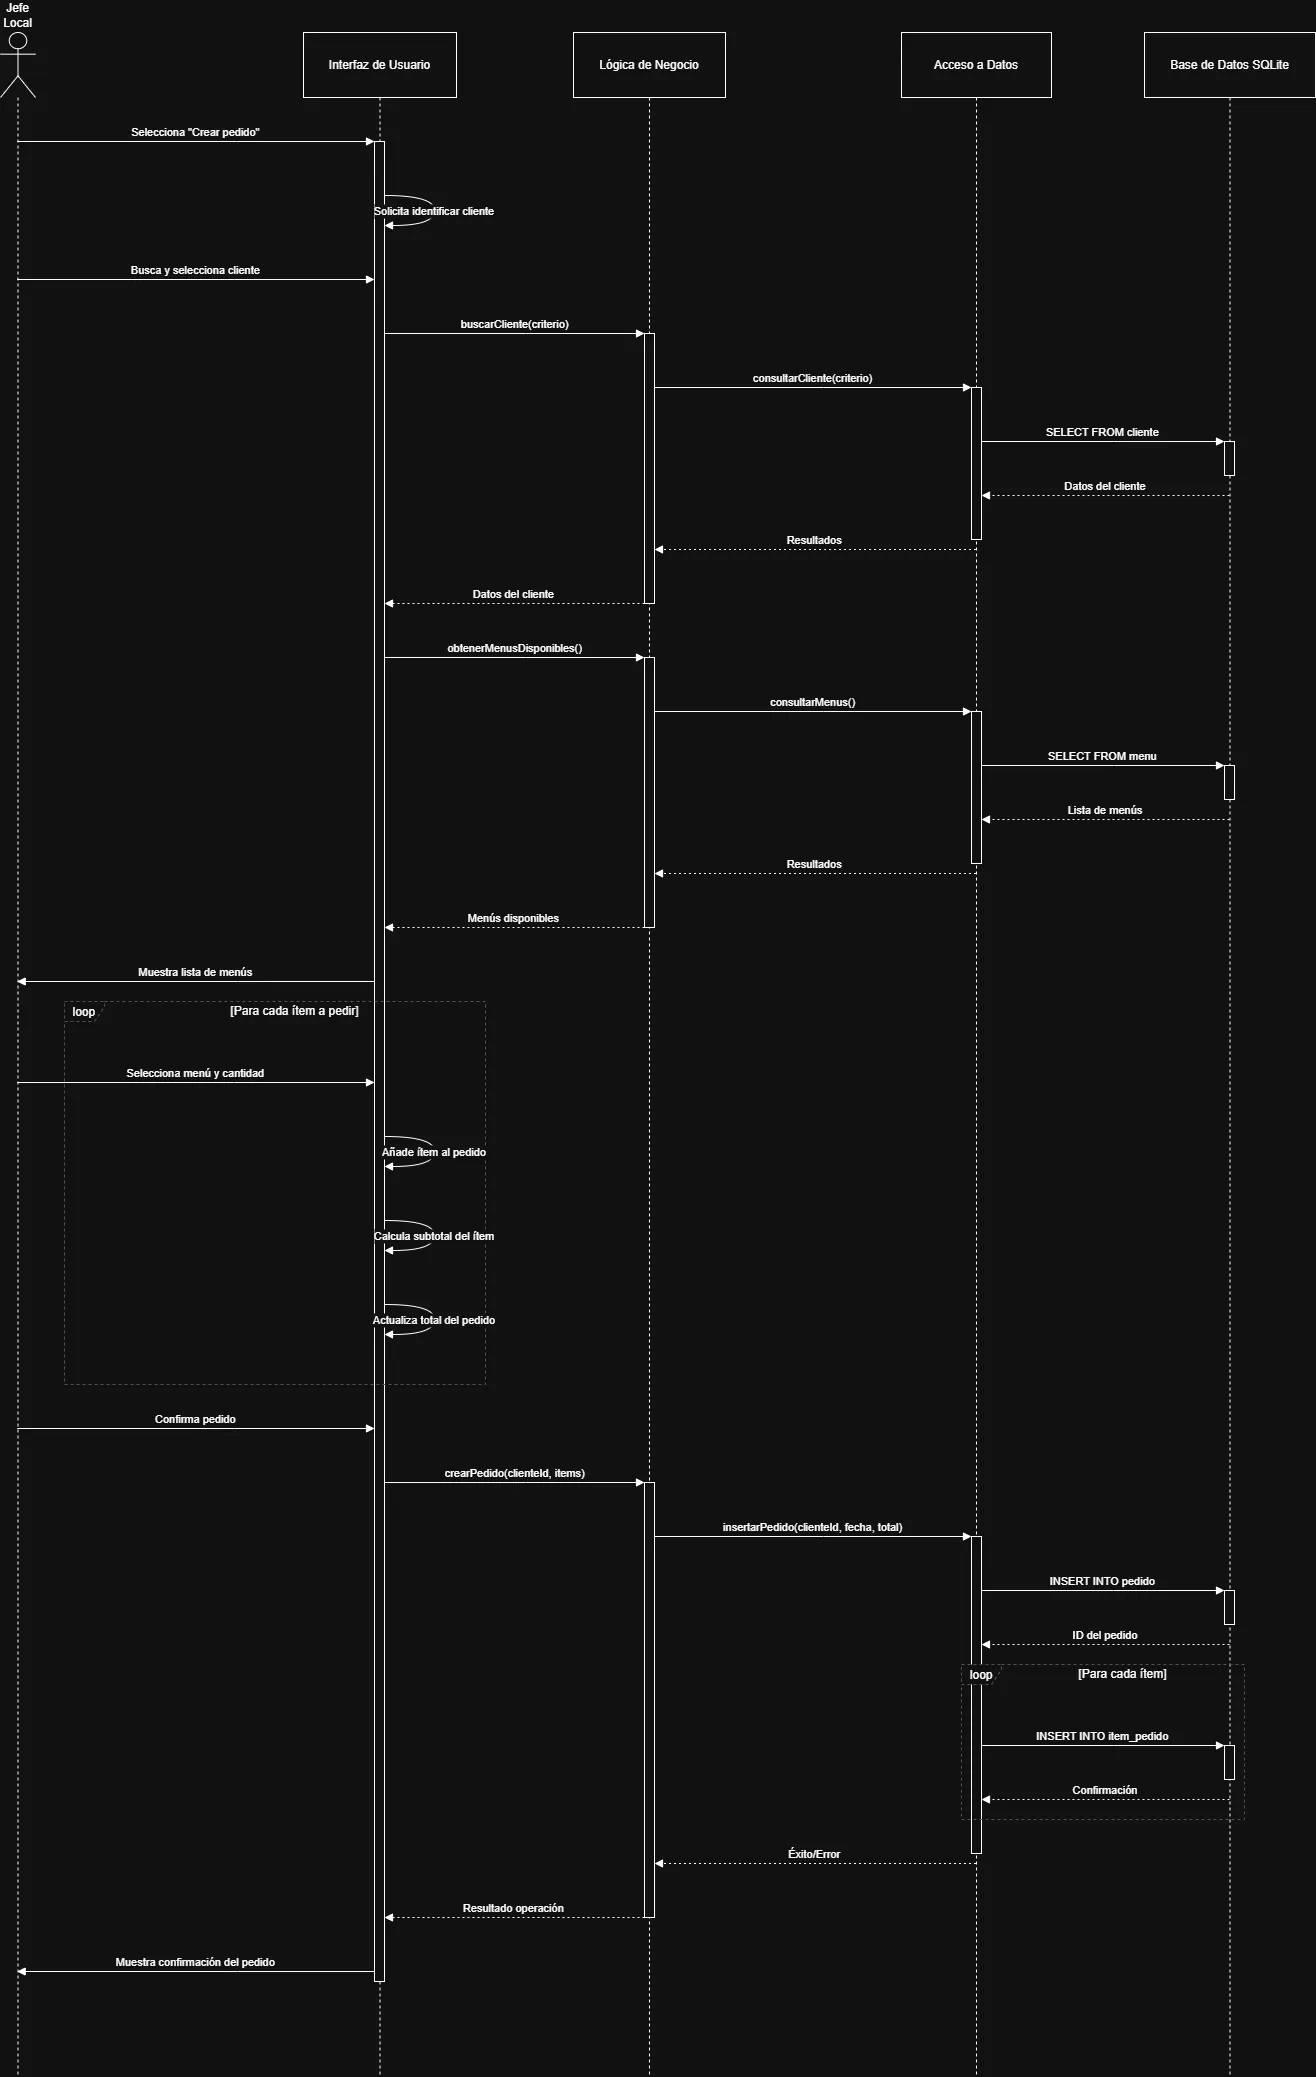 Jefe
Local
Interfaz de Usuario
Lógica de Negocio
Acceso a Datos
Base de Datos SQLite
Selecciona "Crear pedido"
Solicita identificar cliente
Busca y selecciona cliente
buscarCliente(criterio)
consultarCliente(criterio)
SELECT FROM cliente
Datos del cliente
Resultados
Datos del cliente
obtenerMenusDisponibles()
consultarMenus()
SELECT FROM menu
Lista de menús
Resultados
Menús disponibles
Muestra lista de menús
loop
[Para cada ítem a pedir]
Selecciona menú y cantidad
Añade ítem al pedido
Calcula subtotal del ítem
Actualiza total del pedido
Confirma pedido
crearPedido(clienteId, items)
insertarPedido(clienteId, fecha, total)
INSERT INTO pedido
ID del pedido
loop
[Para cada ítem]
INSERT INTO item_pedido
Confirmación
Éxito/Error
Resultado operación
Muestra confirmación del pedido